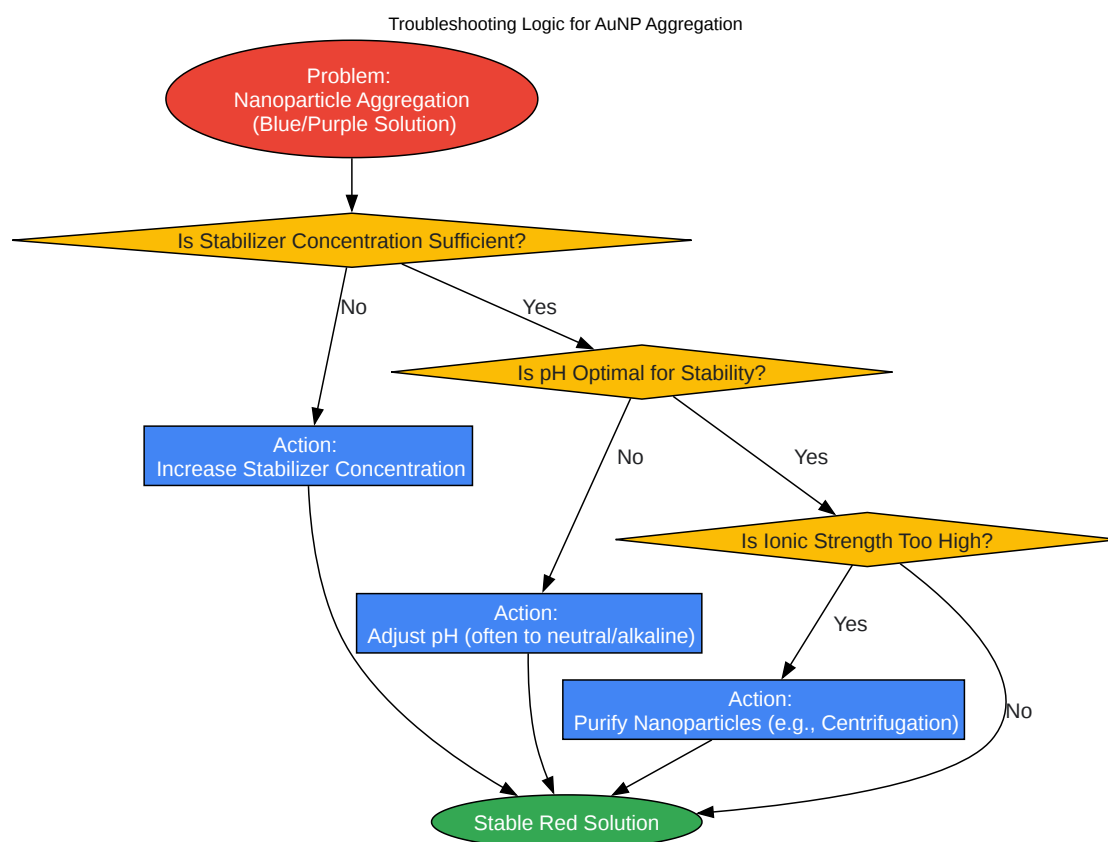 Troubleshooting Logic for AuNP Aggregation
Problem:
Nanoparticle Aggregation
(Blue/Purple Solution)
Is Stabilizer Concentration Sufficient?
No
Yes
Is pH Optimal for Stability?
Action:
Increase Stabilizer Concentration
No
Yes
Is Ionic Strength Too High?
Action:
Adjust pH (often to neutral/alkaline)
Yes
Action:
Purify Nanoparticles (e.g., Centrifugation)
No
Stable Red Solution